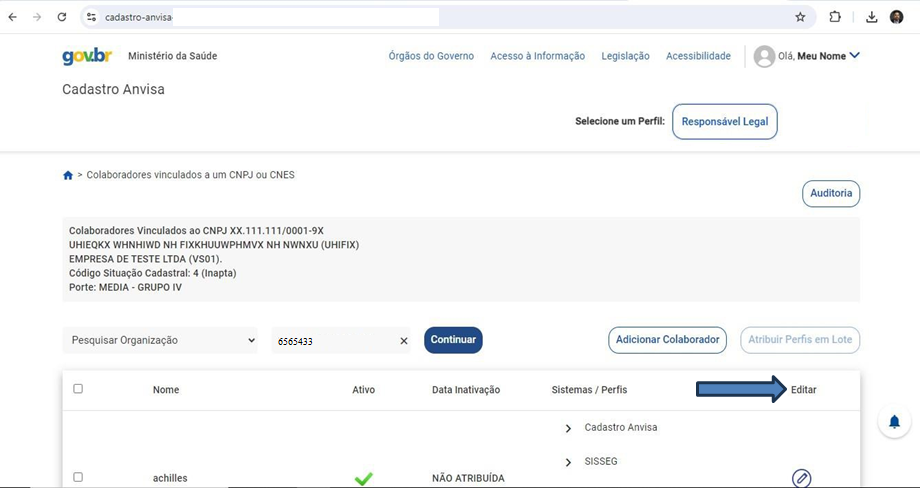 cadastro-anvisa
gov.br Ministério da Saúde Órgãos do Governo Acesso à Informação Legislação Acessibilidade Olá, Meu Nome
Cadastro Anvisa
Selecione um Perfil: Responsável Legal
> Colaboradores vinculados a um CNPJ ou CNES
Auditoria
Colaboradores Vinculados ao CNPJ XX.111.111/0001-9X
UHIEQKX WHNHIWD NH FIXKHUUWPHMVX NH NWNXU (UHIFIX)
EMPRESA DE TESTE LTDA (VS01).
Código Situação Cadastral: 4 (Inapta)
Porte: MEDIA - GRUPO IV
Pesquisar Organização 6565433 × Continuar Adicionar Colaborador Atribuir Perfis em Lote
Nome Ativo Data Inativação Sistemas / Perfis Editar
Cadastro Anvisa
SISSEG
achilles NÃO ATRIBUÍDA